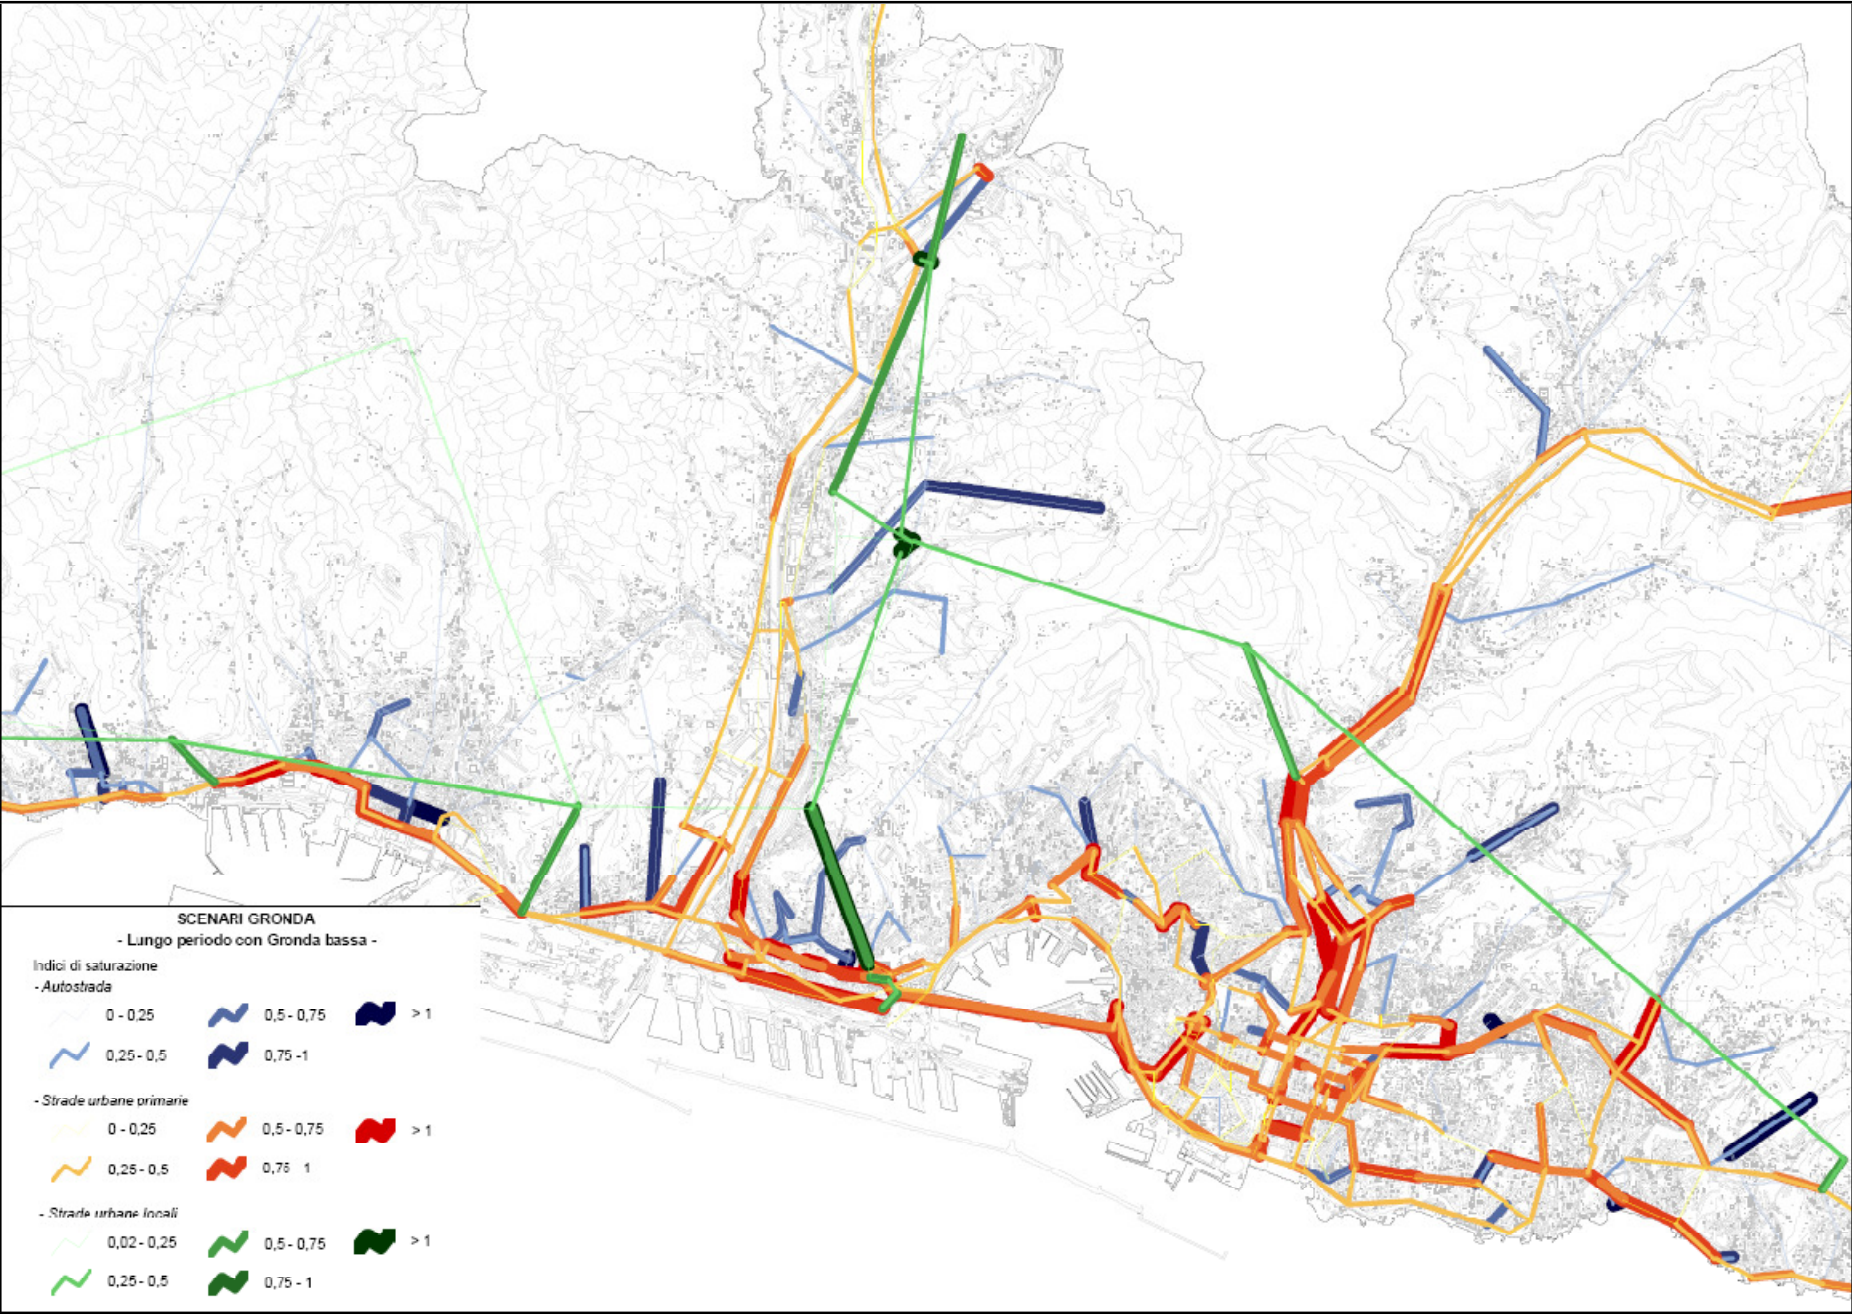 SCENARI GRONDA
- Lungo periodo con Gronda bassa -
Indici di saturazione
- Autostrada
0 - 0,25
0,5 - 0,75
> 1
0,25 - 0,5
0,75 -1
- Strade urbane primarie
0 - 0,25
0,5 - 0,75
> 1
0,25 - 0,5
0,75 1
- Strade urbane locali
0,02 - 0,25
0,5 - 0,75
> 1
0,25 - 0,5
0,75 - 1